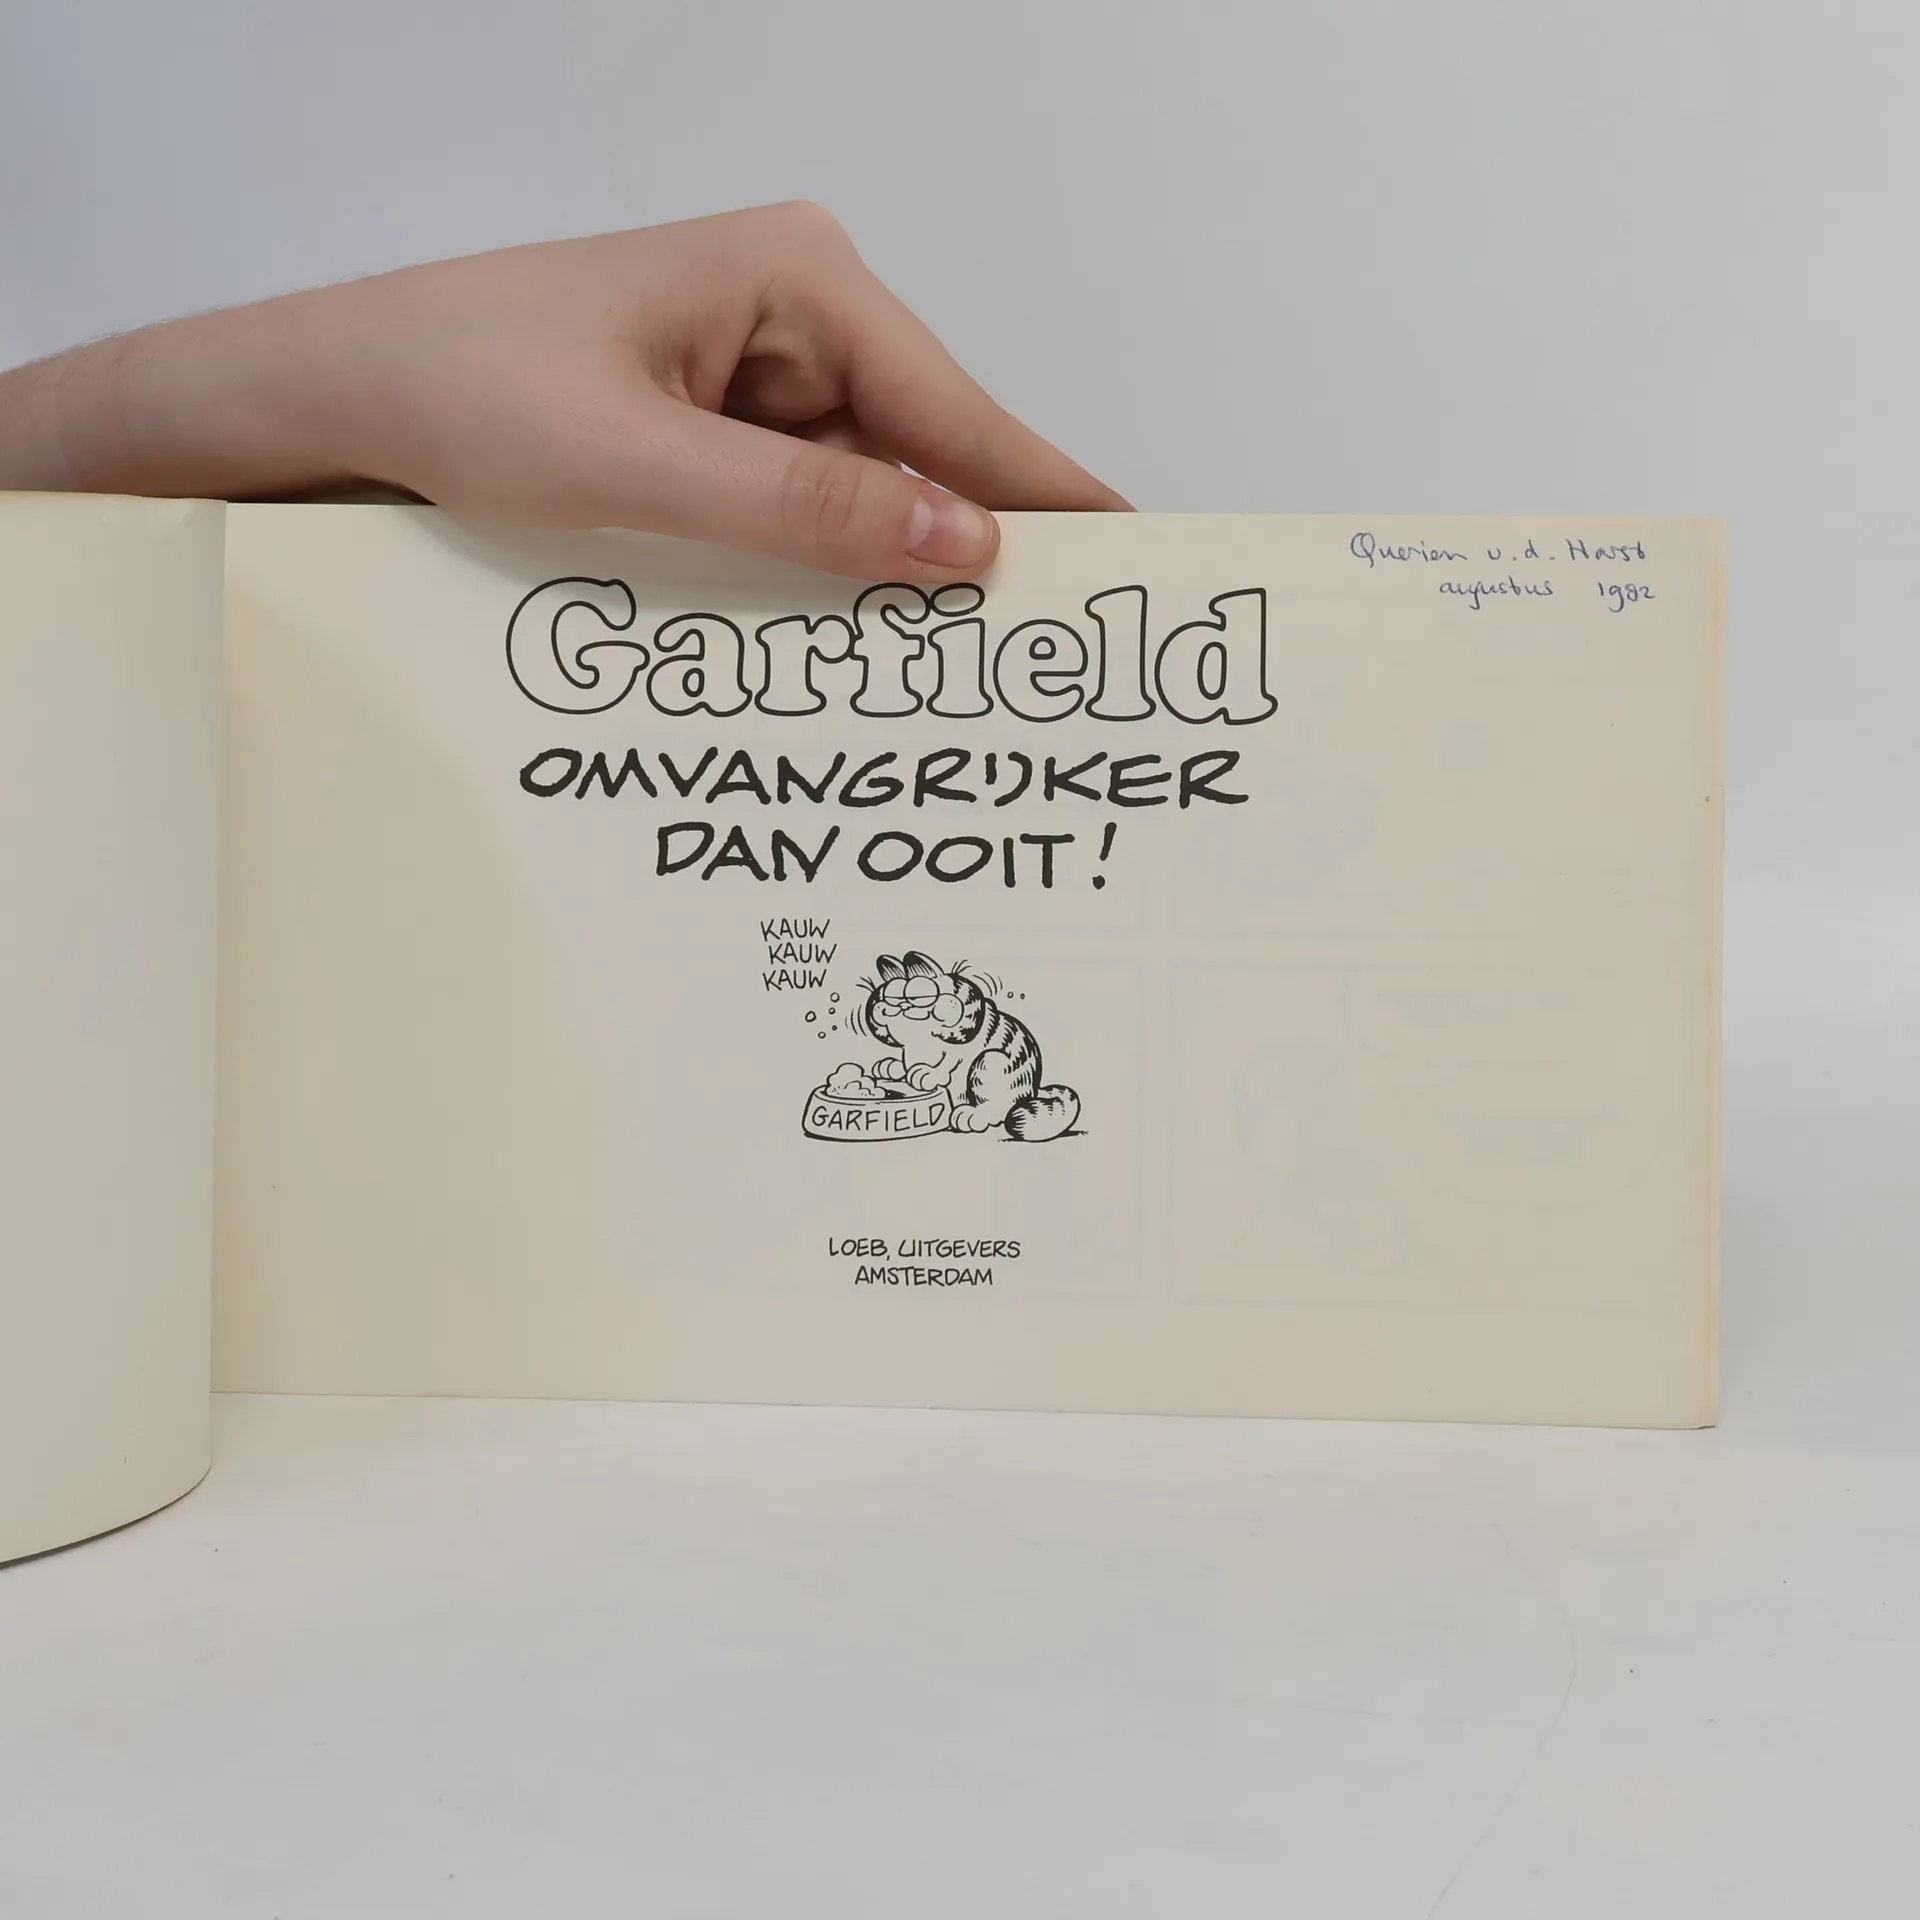 Querien v.d. Horst
augustus 1982
Garfield
OMVANGRIJKER
DAN OOIT!
KAUW
KAUW
KAUW
GARFIELD
LOEB, UITGEVERS
AMSTERDAM